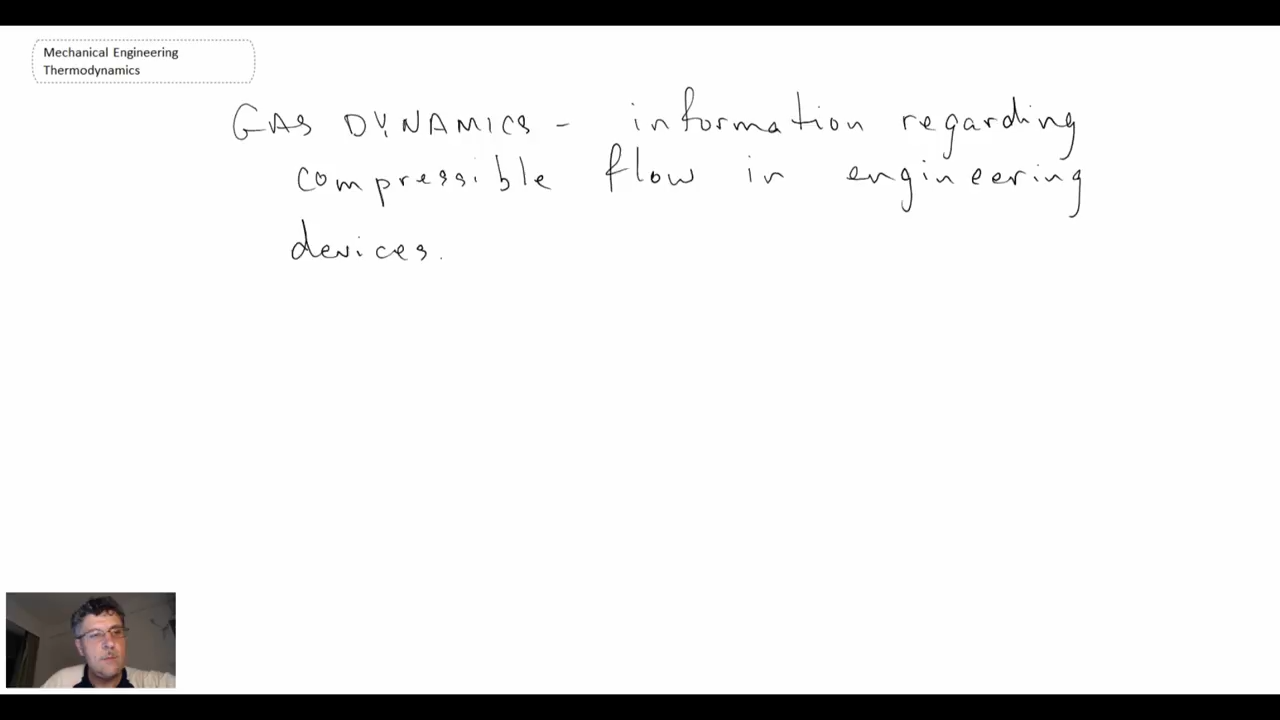 Mechanical Engineering
Thermodynamics
GAS DYNAMICS - information regarding
compressible flow in engineering
devices.